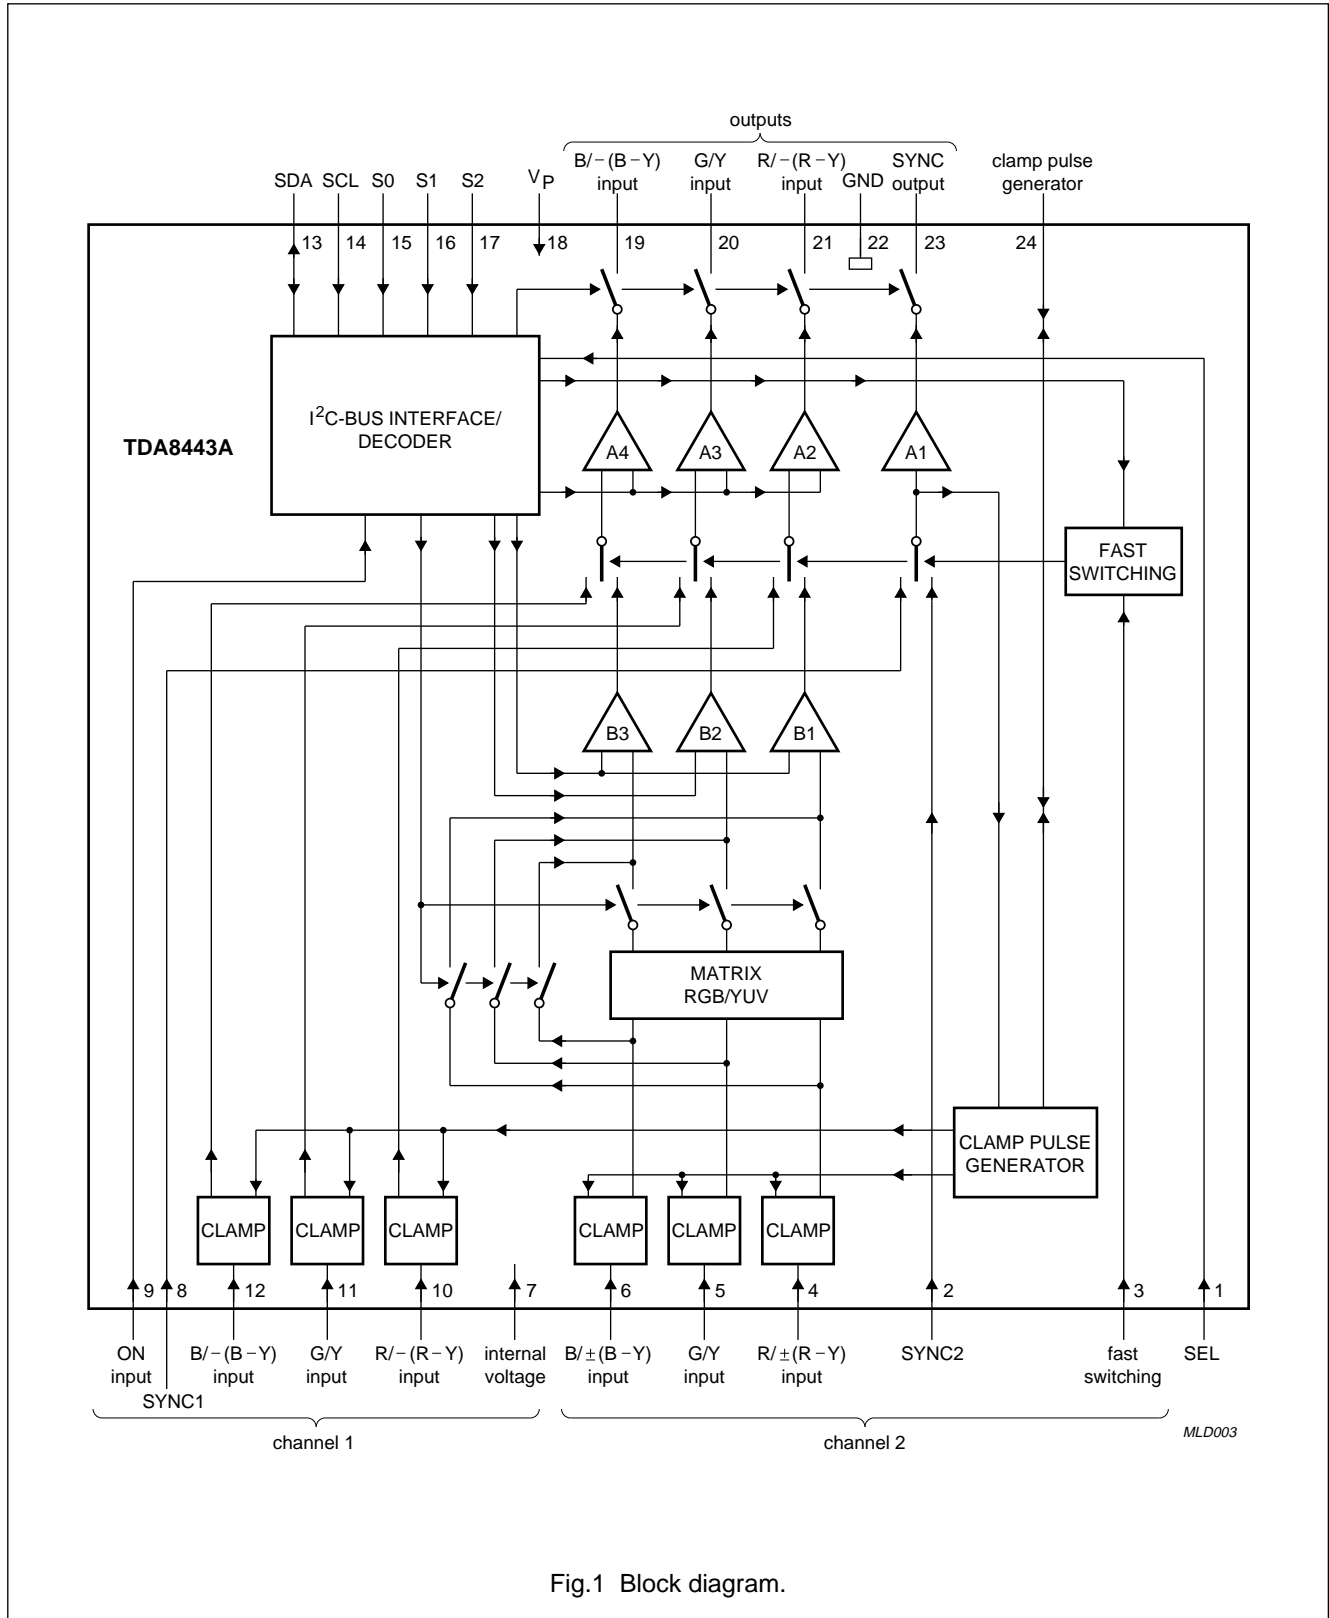 outputs
B/−(B−Y) G/Y R/−(R−Y) SYNC clamp pulse
SDA SCL S0 S1 S2 VP input input input GND output generator
13 14 15 16 17 18 19 20 21 22 23 24
I2C-BUS INTERFACE/
DECODER
TDA8443A
A4 A3 A2 A1
FAST
SWITCHING
B3 B2 B1
MATRIX
RGB/YUV
CLAMP PULSE
GENERATOR
CLAMP CLAMP CLAMP CLAMP CLAMP CLAMP
9 8 12 11 10 7 6 5 4 2 3 1
ON B/−(B−Y) G/Y R/−(R−Y) internal B/±(B−Y) G/Y R/±(R−Y) SYNC2 fast SEL
input input input input voltage input input input switching
SYNC1
channel 1 channel 2
MLD003
Fig.1 Block diagram.